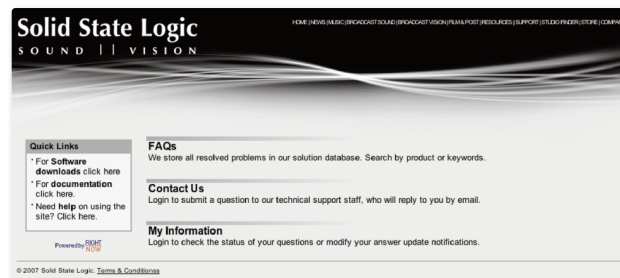 Solid State Logic
SOUND || VISION
HOME | NEWS | MUSIC | BROADCAST SOUND | BROADCAST VISION | FILM & POST | RESOURCES | SUPPORT | STUDIO FINDER | STORE |
Quick Links
* For Software
downloads click here
* For documentation
click here.
* Need help on using the
site? Click here.
Powered by RIGHT
NOW
FAQs
We store all resolved problems in our solution database. Search by product or keywords.
Contact Us
Login to submit a question to our technical support staff, who will reply to you by email.
My Information
Login to check the status of your questions or modify your answer update notifications.
© 2007 Solid State Logic. Terms & Conditionss